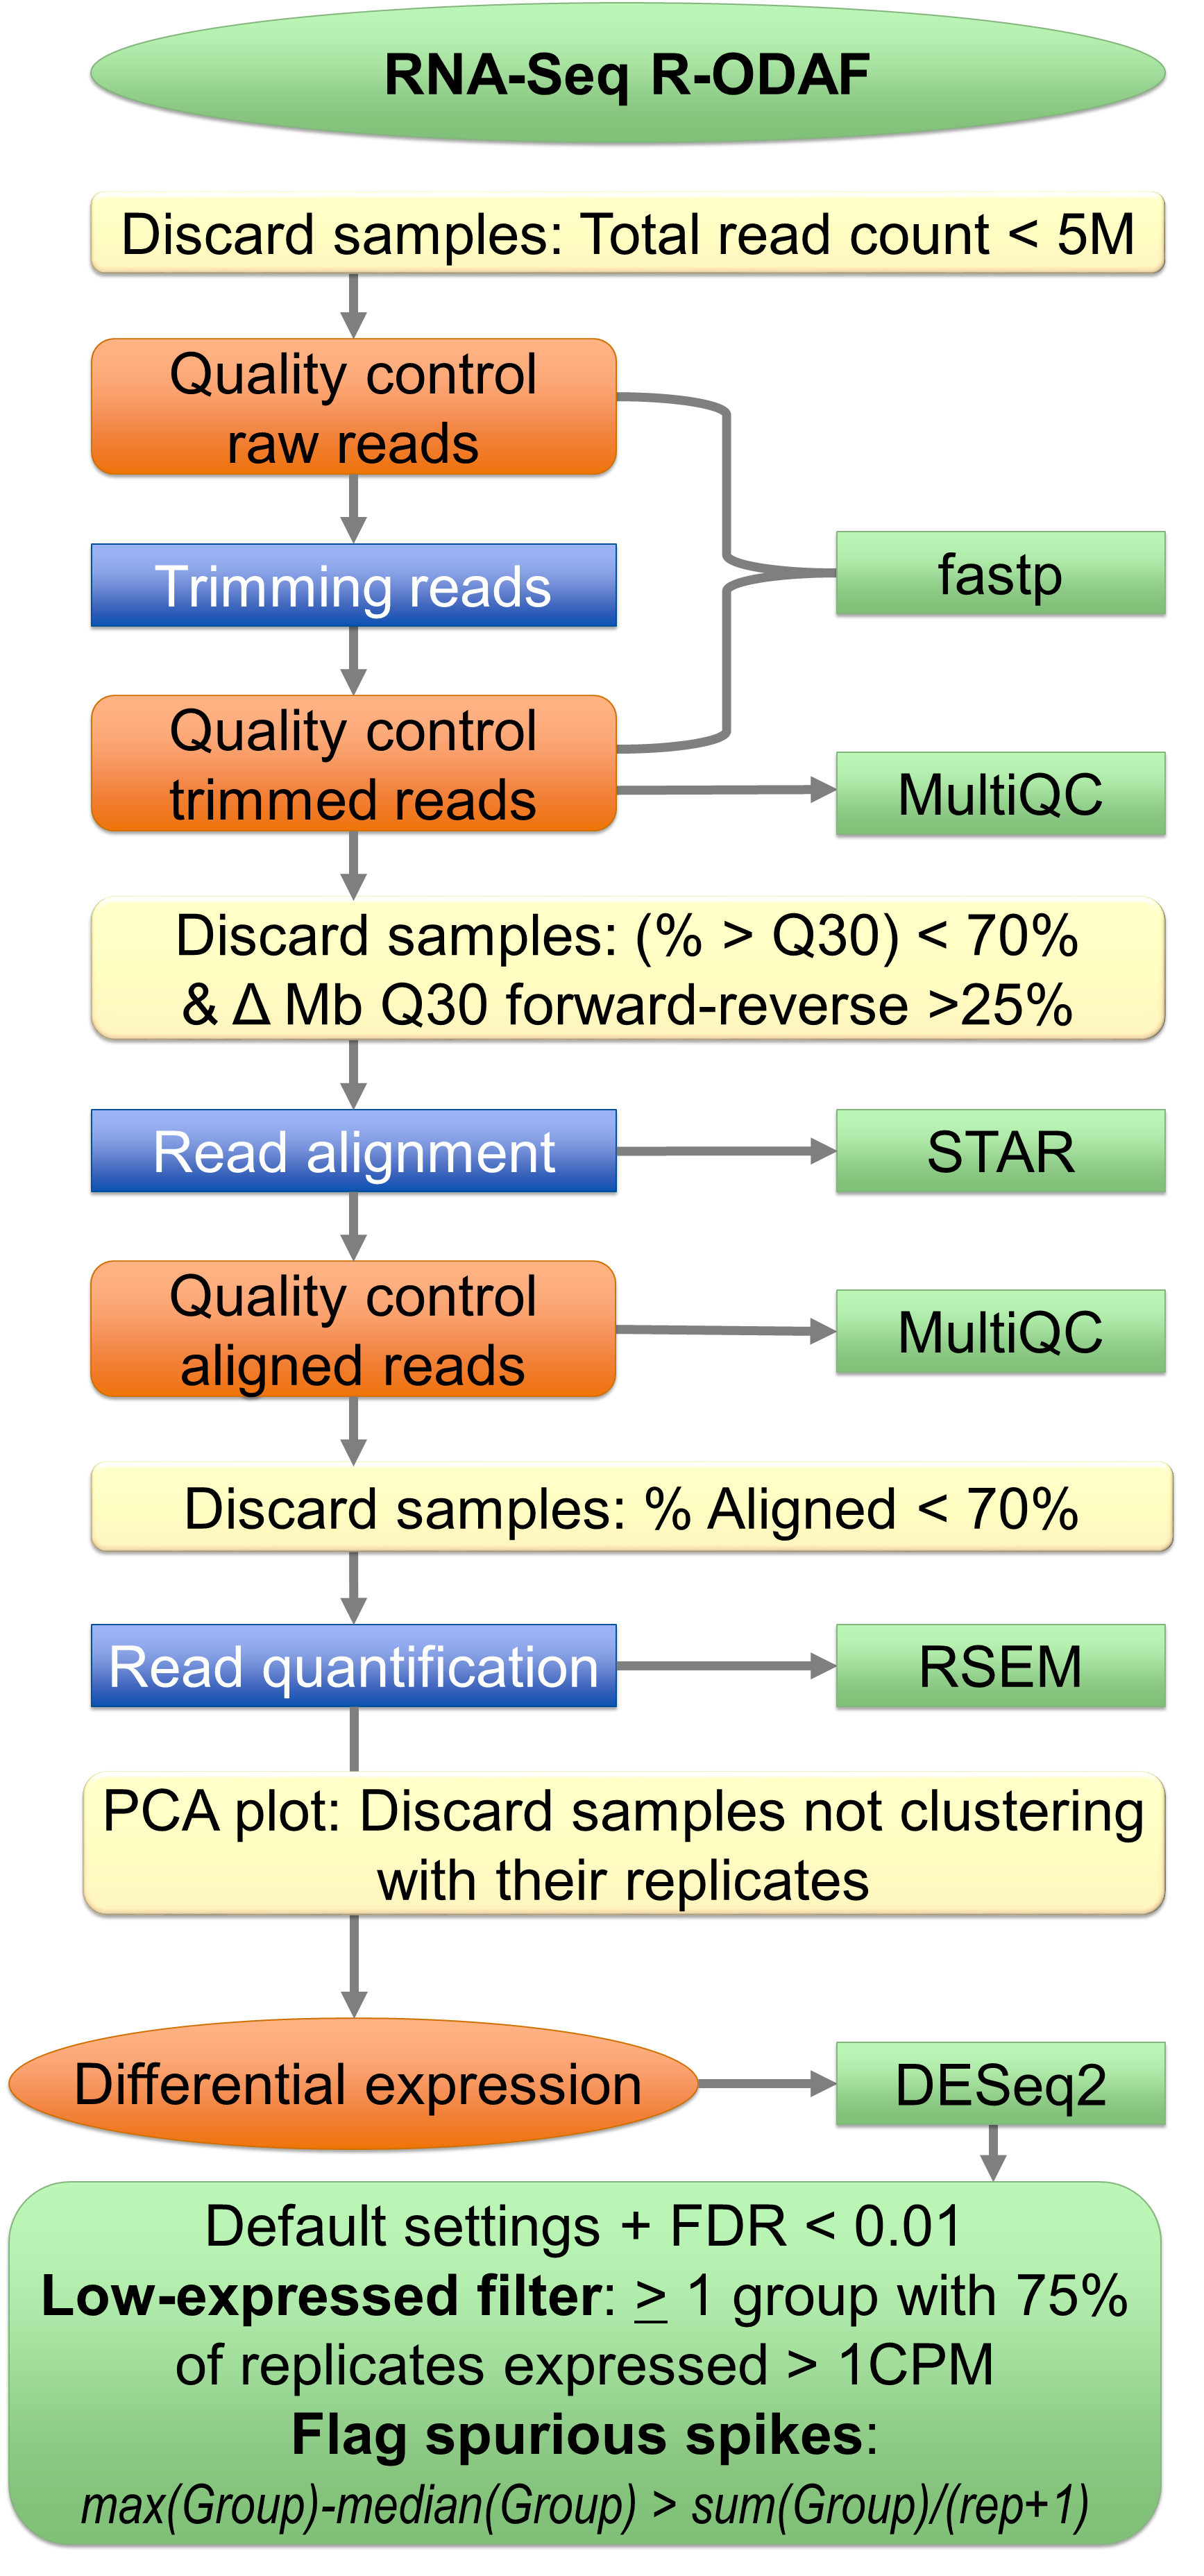 RNA-Seq R-ODAF
Discard samples: Total read count < 5M
Quality control
raw reads
Trimming reads
fastp
Quality control
trimmed reads
MultiQC
Discard samples: (% > Q30) < 70%
& Δ Mb Q30 forward-reverse >25%
Read alignment
STAR
Quality control
aligned reads
MultiQC
Discard samples: % Aligned < 70%
Read quantification
RSEM
PCA plot: Discard samples not clustering
with their replicates
Differential expression
DESeq2
Default settings + FDR < 0.01
Low-expressed filter: ≥ 1 group with 75%
of replicates expressed > 1CPM
Flag spurious spikes:
max(Group)-median(Group) > sum(Group)/(rep+1)